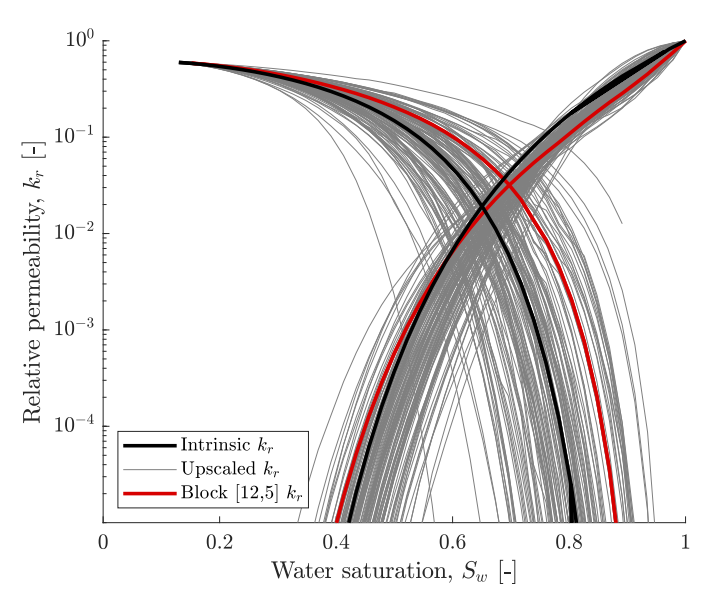 10^0
10^{-1}
10^{-2}
10^{-3}
10^{-4}
Relative permeability, k_r [-]
Intrinsic k_r
Upscaled k_r
Block [12,5] k_r
0 0.2 0.4 0.6 0.8 1
Water saturation, S_w [-]